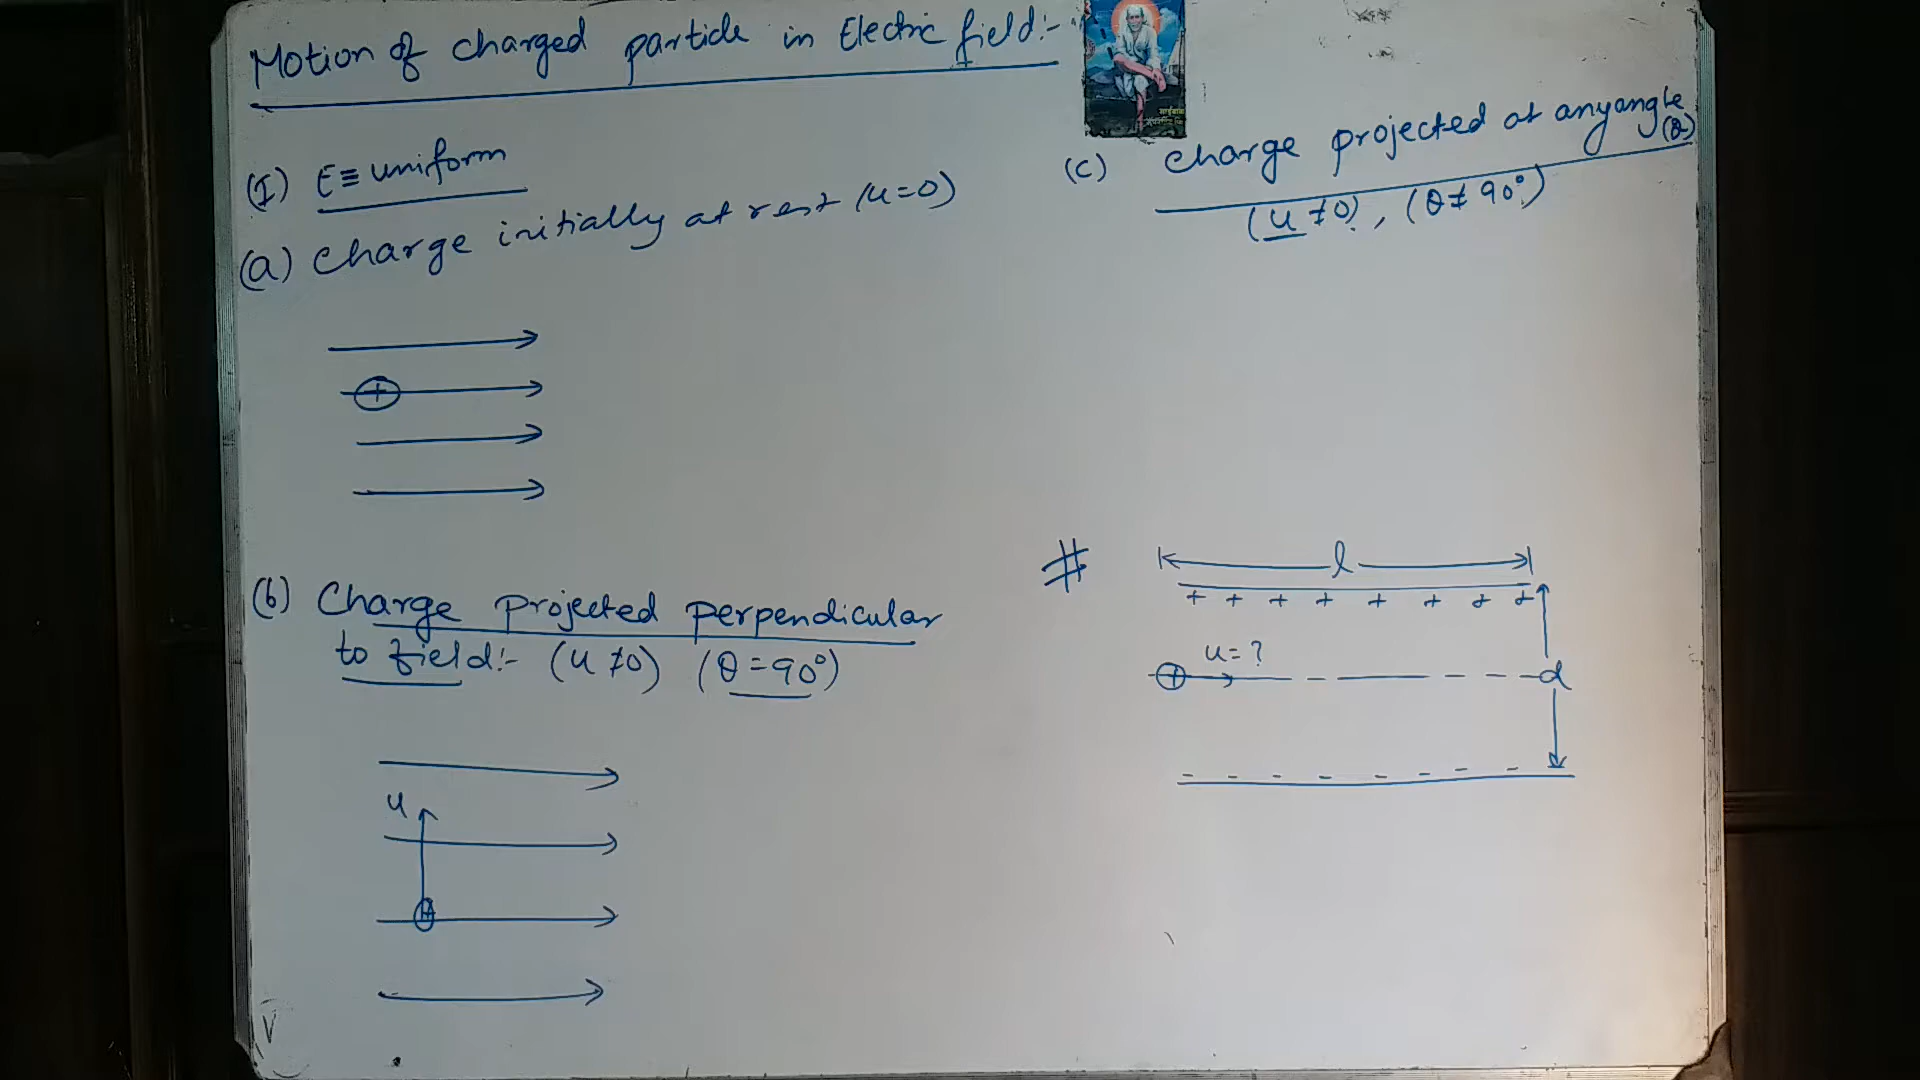 Motion of charged particle in Electric field:-
(I) E ≡ uniform
(a) Charge initially at rest (u=0)
(b) Charge projected perpendicular
to field:- (u ≠ 0) (θ = 90°)
u
(c) Charge projected at any angle
(θ)
(u ≠ 0), (θ ≠ 90°)
#
l
+ + + + + + + +
u = ?
+
d
- - - - - - - -